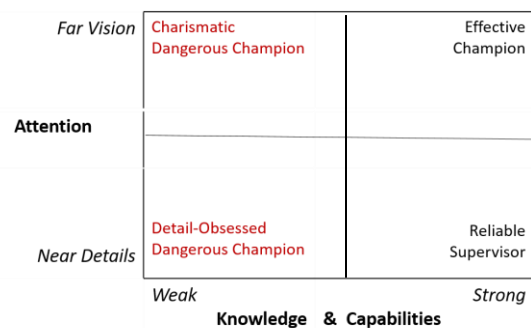 Far Vision
Charismatic
Dangerous Champion
Effective
Champion
Attention
Near Details
Detail-Obsessed
Dangerous Champion
Reliable
Supervisor
Weak
Strong
Knowledge & Capabilities